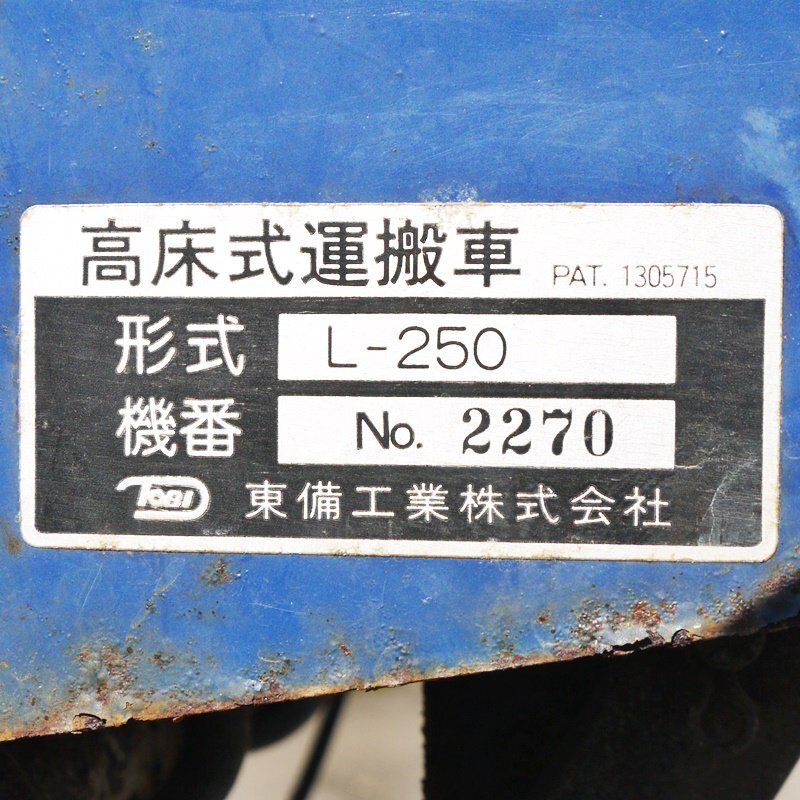 高床式運搬車 PAT. 1305715
形式 L-250
機番 No. 2270
TOBI 東備工業株式会社